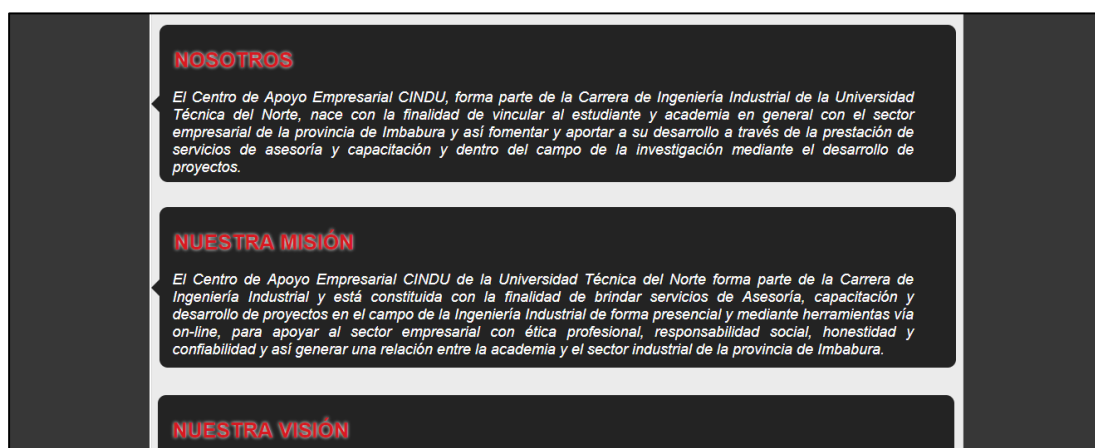 NOSOTROS
El Centro de Apoyo Empresarial CINDU, forma parte de la Carrera de Ingeniería Industrial de la Universidad
Técnica del Norte, nace con la finalidad de vincular al estudiante y academia en general con el sector
empresarial de la provincia de Imbabura y así fomentar y aportar a su desarrollo a través de la prestación de
servicios de asesoría y capacitación y dentro del campo de la investigación mediante el desarrollo de
proyectos.
NUESTRA MISIÓN
El Centro de Apoyo Empresarial CINDU de la Universidad Técnica del Norte forma parte de la Carrera de
Ingeniería Industrial y está constituida con la finalidad de brindar servicios de Asesoría, capacitación y
desarrollo de proyectos en el campo de la Ingeniería Industrial de forma presencial y mediante herramientas vía
on-line, para apoyar al sector empresarial con ética profesional, responsabilidad social, honestidad y
confiabilidad y así generar una relación entre la academia y el sector industrial de la provincia de Imbabura.
NUESTRA VISIÓN